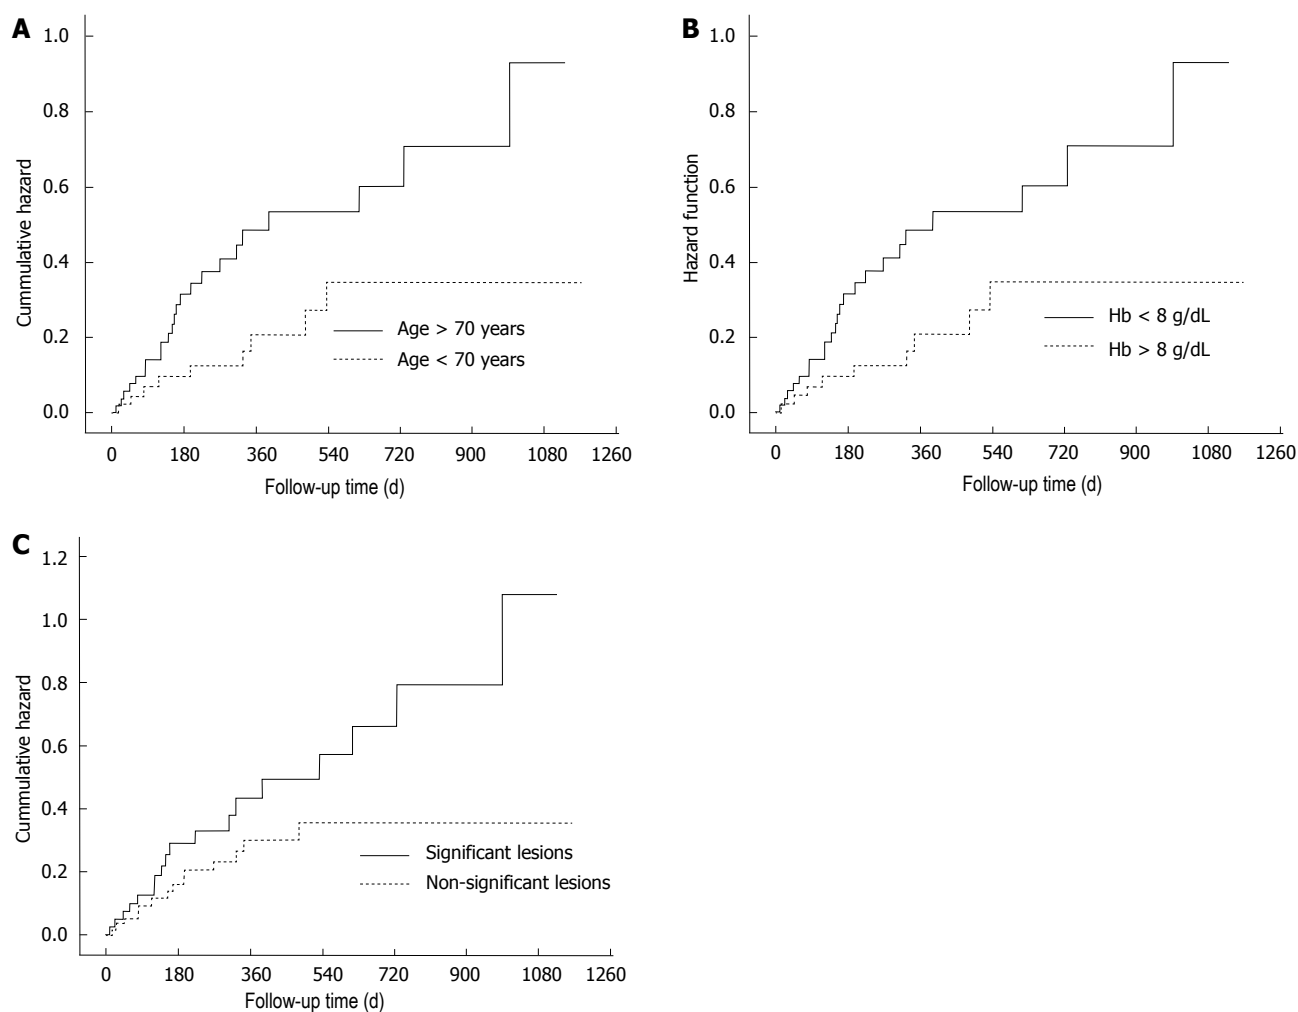 A
Cummulative hazard
1.0
0.8
0.6
0.4
0.2
0.0
Age > 70 years
Age < 70 years
0 180 360 540 720 900 1080 1260
Follow-up time (d)
B
Hazard function
1.0
0.8
0.6
0.4
0.2
0.0
Hb < 8 g/dL
Hb > 8 g/dL
0 180 360 540 720 900 1080 1260
Follow-up time (d)
C
Cummulative hazard
1.2
1.0
0.8
0.6
0.4
0.2
0.0
Significant lesions
Non-significant lesions
0 180 360 540 720 900 1080 1260
Follow-up time (d)